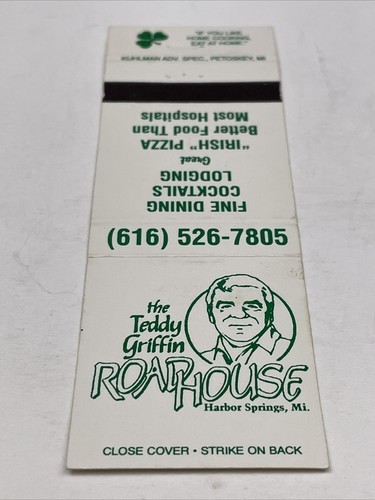 "IF YOU LIKE
HOME COOKING,
EAT AT HOME."
KUHLMAN ADV. SPEC., PETOSKEY, MI
FINE DINING
COCKTAILS
LODGING
Great
"IRISH" PIZZA
Better Food Than
Most Hospitals
(616) 526-7805
the
Teddy
Griffin
ROADHOUSE
Harbor Springs, Mi.
CLOSE COVER • STRIKE ON BACK